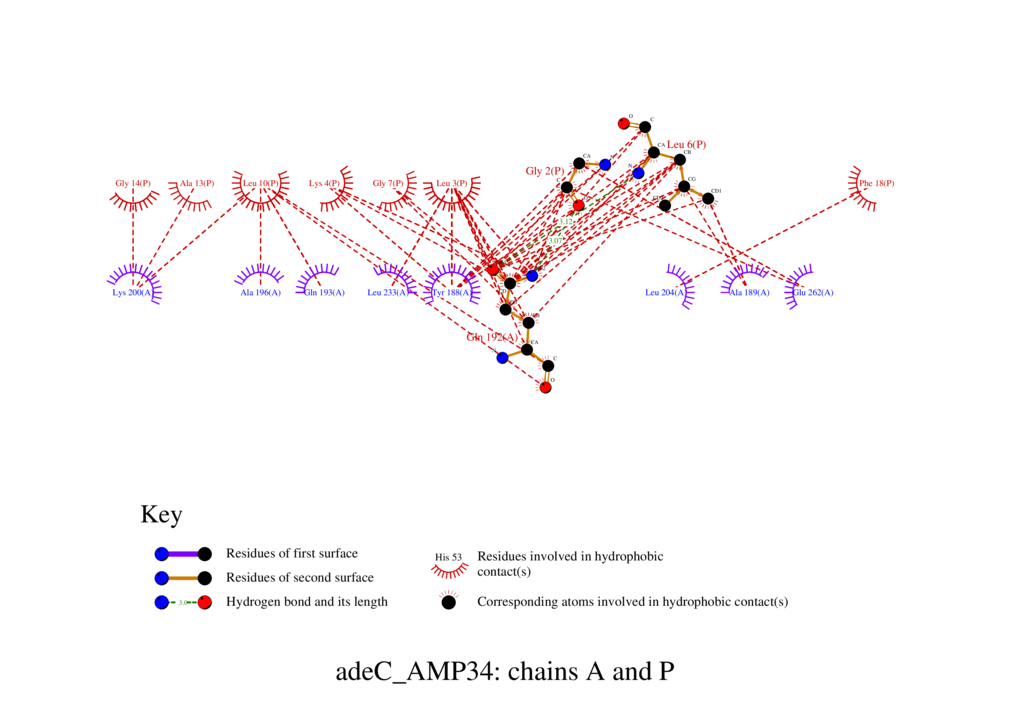 O
C
CA
Leu 6(P)
CB
CA
Gly 2(P)
N
C
CG
CD1
Gly 14(P)
Ala 13(P)
Leu 10(P)
Lys 4(P)
Gly 7(P)
Leu 3(P)
Phe 18(P)
3.12
3.07
Lys 200(A)
Ala 196(A)
Gln 193(A)
Leu 233(A)
Tyr 188(A)
Leu 204(A)
Ala 189(A)
Glu 262(A)
Gln 192(A)
CA
C
O
Key
Residues of first surface
Residues of second surface
Hydrogen bond and its length
His 53
Residues involved in hydrophobic
contact(s)
Corresponding atoms involved in hydrophobic contact(s)
adeC_AMP34: chains A and P